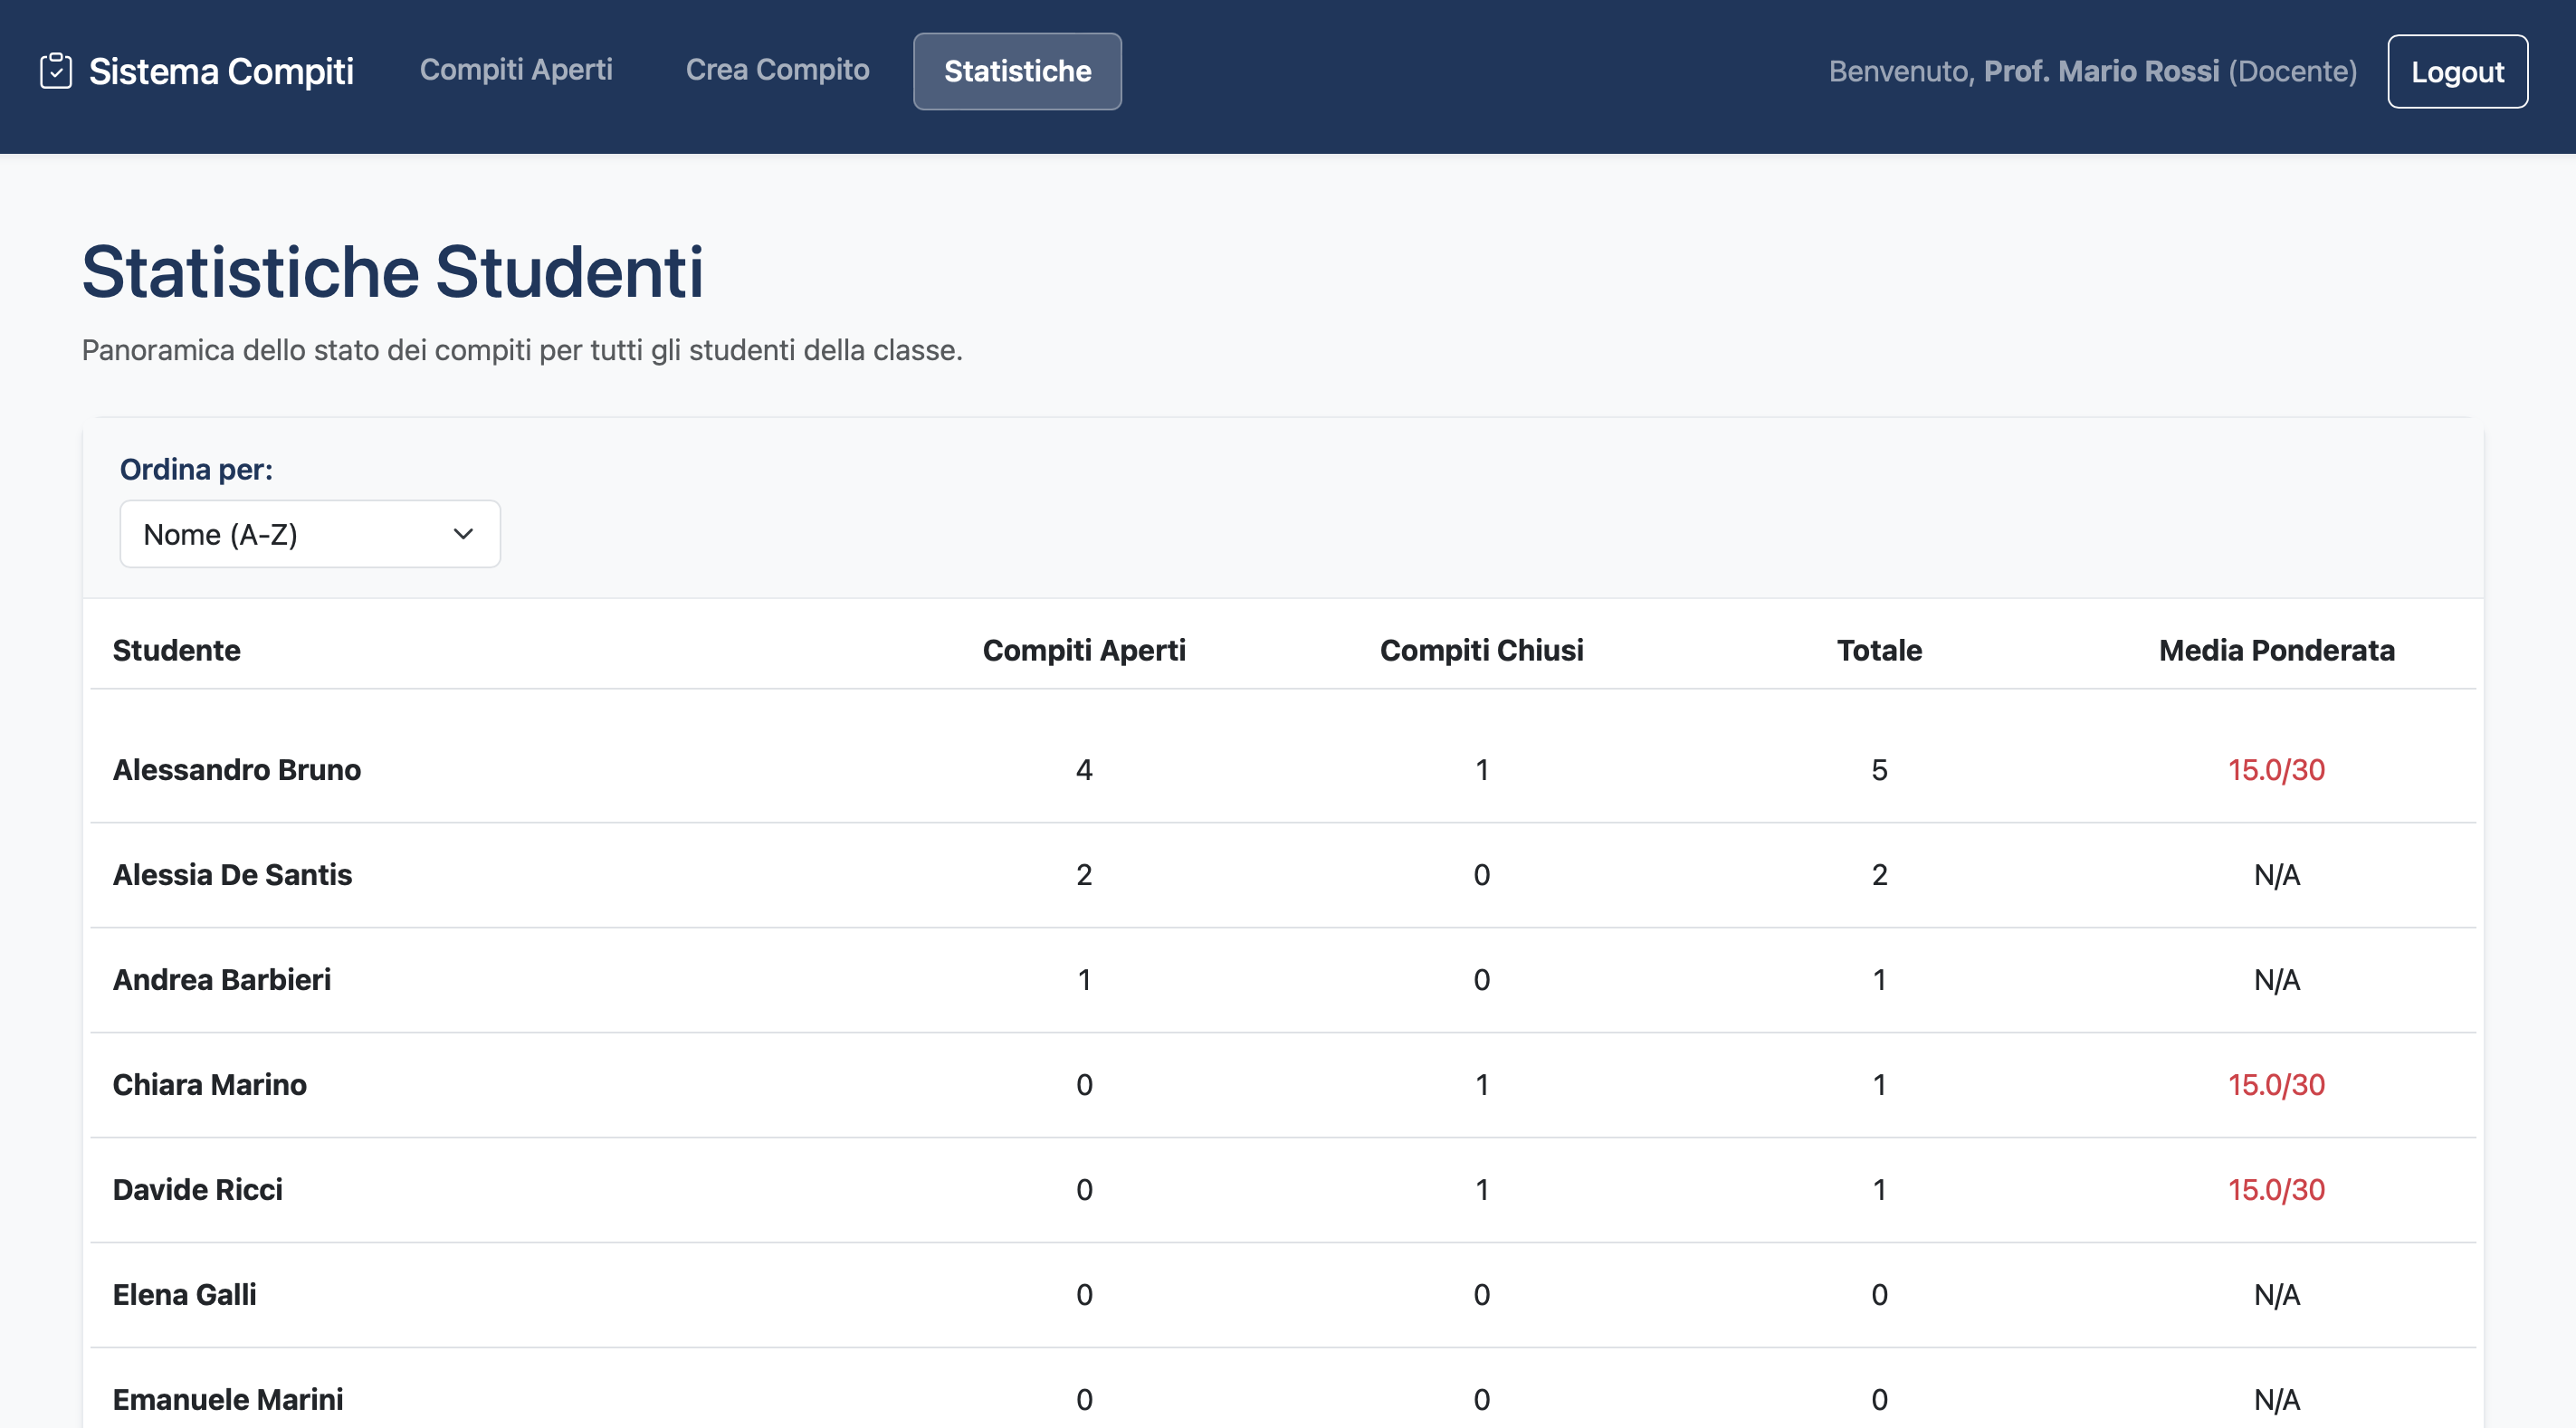 Sistema Compiti Compiti Aperti Crea Compito Statistiche Benvenuto, Prof. Mario Rossi (Docente) Logout
Statistiche Studenti
Panoramica dello stato dei compiti per tutti gli studenti della classe.
Ordina per:
Nome (A-Z)
Studente Compiti Aperti Compiti Chiusi Totale Media Ponderata
Alessandro Bruno 4 1 5 15.0/30
Alessia De Santis 2 0 2 N/A
Andrea Barbieri 1 0 1 N/A
Chiara Marino 0 1 1 15.0/30
Davide Ricci 0 1 1 15.0/30
Elena Galli 0 0 0 N/A
Emanuele Marini 0 0 0 N/A